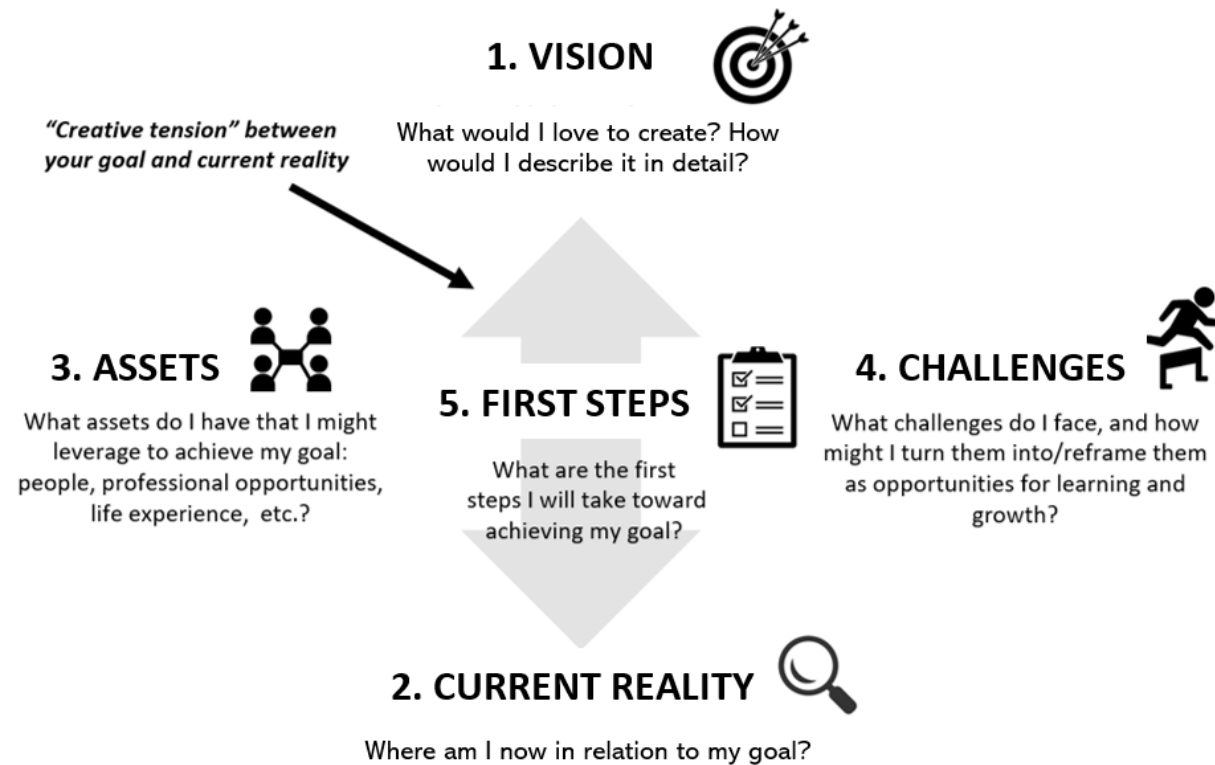 1. VISION
What would I love to create? How
would I describe it in detail?
“Creative tension” between
your goal and current reality
3. ASSETS
What assets do I have that I might
leverage to achieve my goal:
people, professional opportunities,
life experience, etc.?
5. FIRST STEPS
What are the first
steps I will take toward
achieving my goal?
4. CHALLENGES
What challenges do I face, and how
might I turn them into/reframe them
as opportunities for learning and
growth?
2. CURRENT REALITY
Where am I now in relation to my goal?